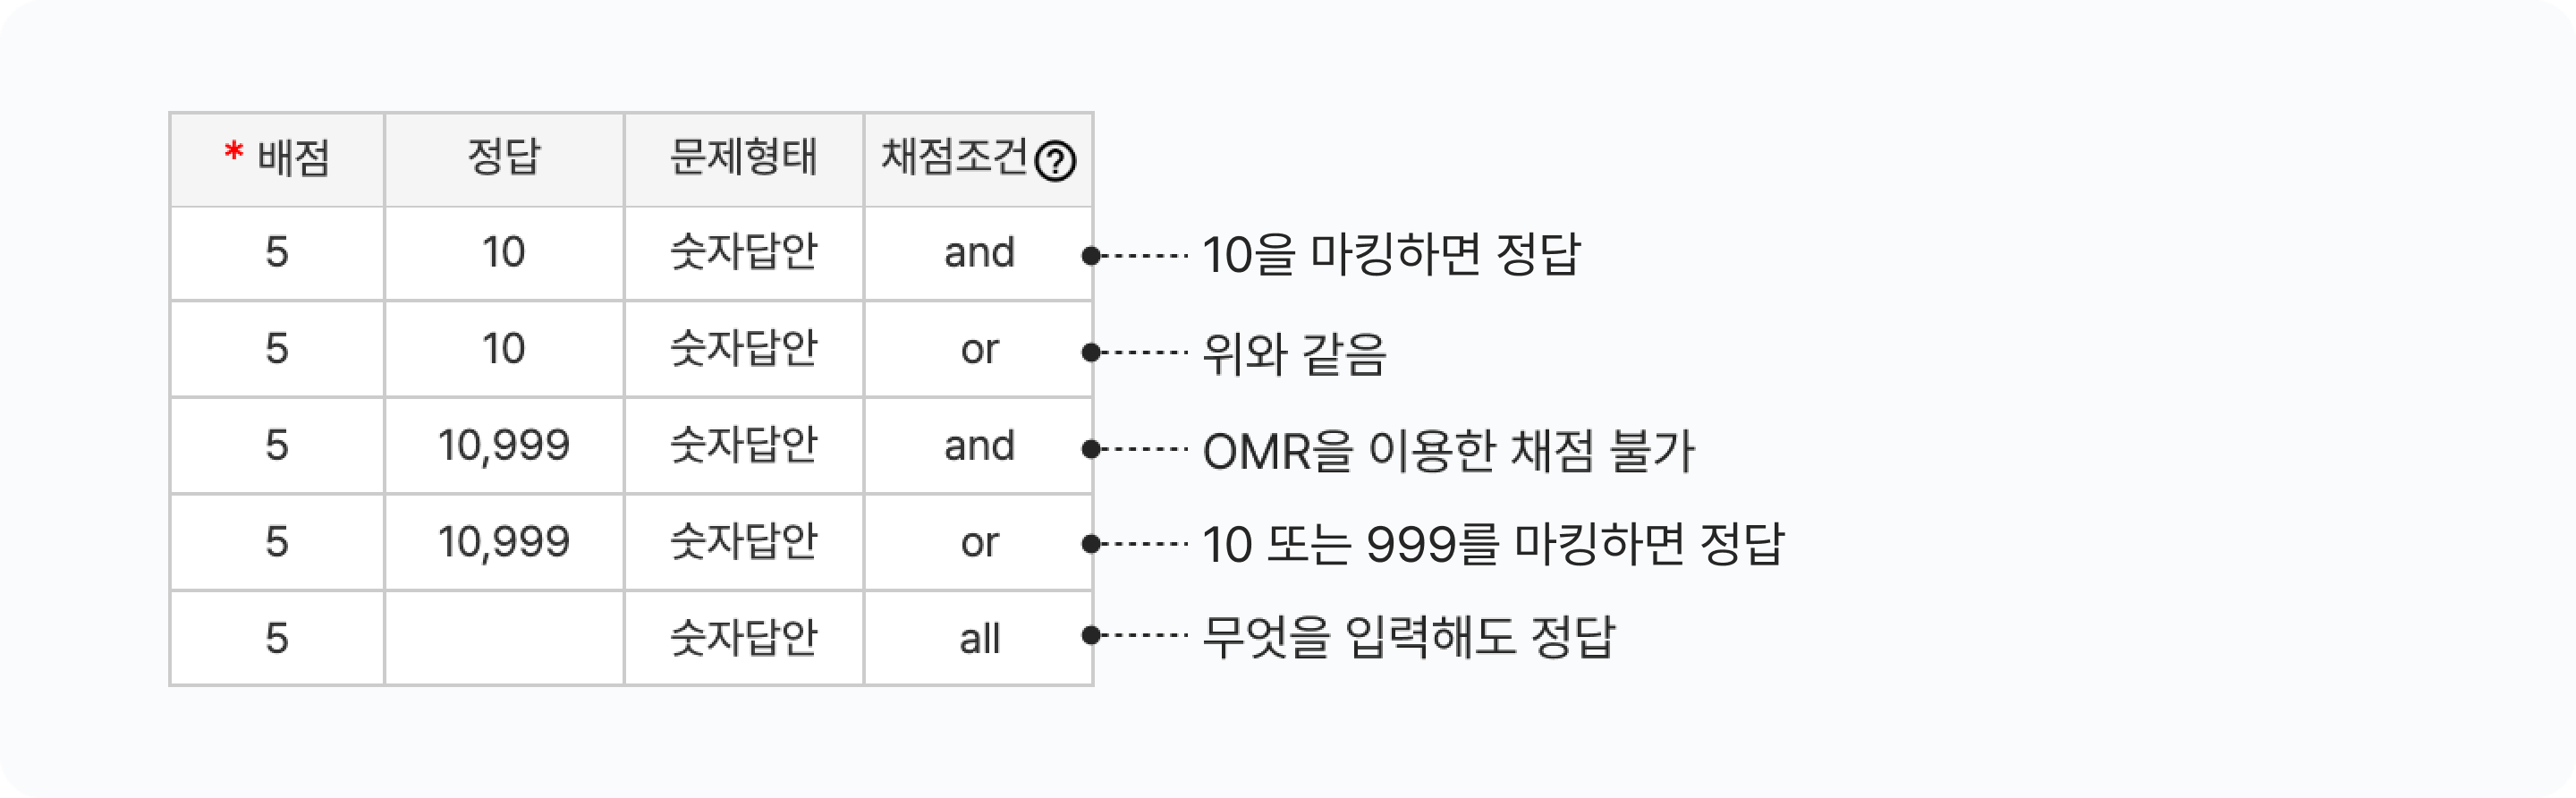 * 배점 정답 문제형태 채점조건?
5 10 숫자답안 and 10을 마킹하면 정답
5 10 숫자답안 or 위와 같음
5 10,999 숫자답안 and OMR을 이용한 채점 불가
5 10,999 숫자답안 or 10 또는 999를 마킹하면 정답
5 숫자답안 all 무엇을 입력해도 정답